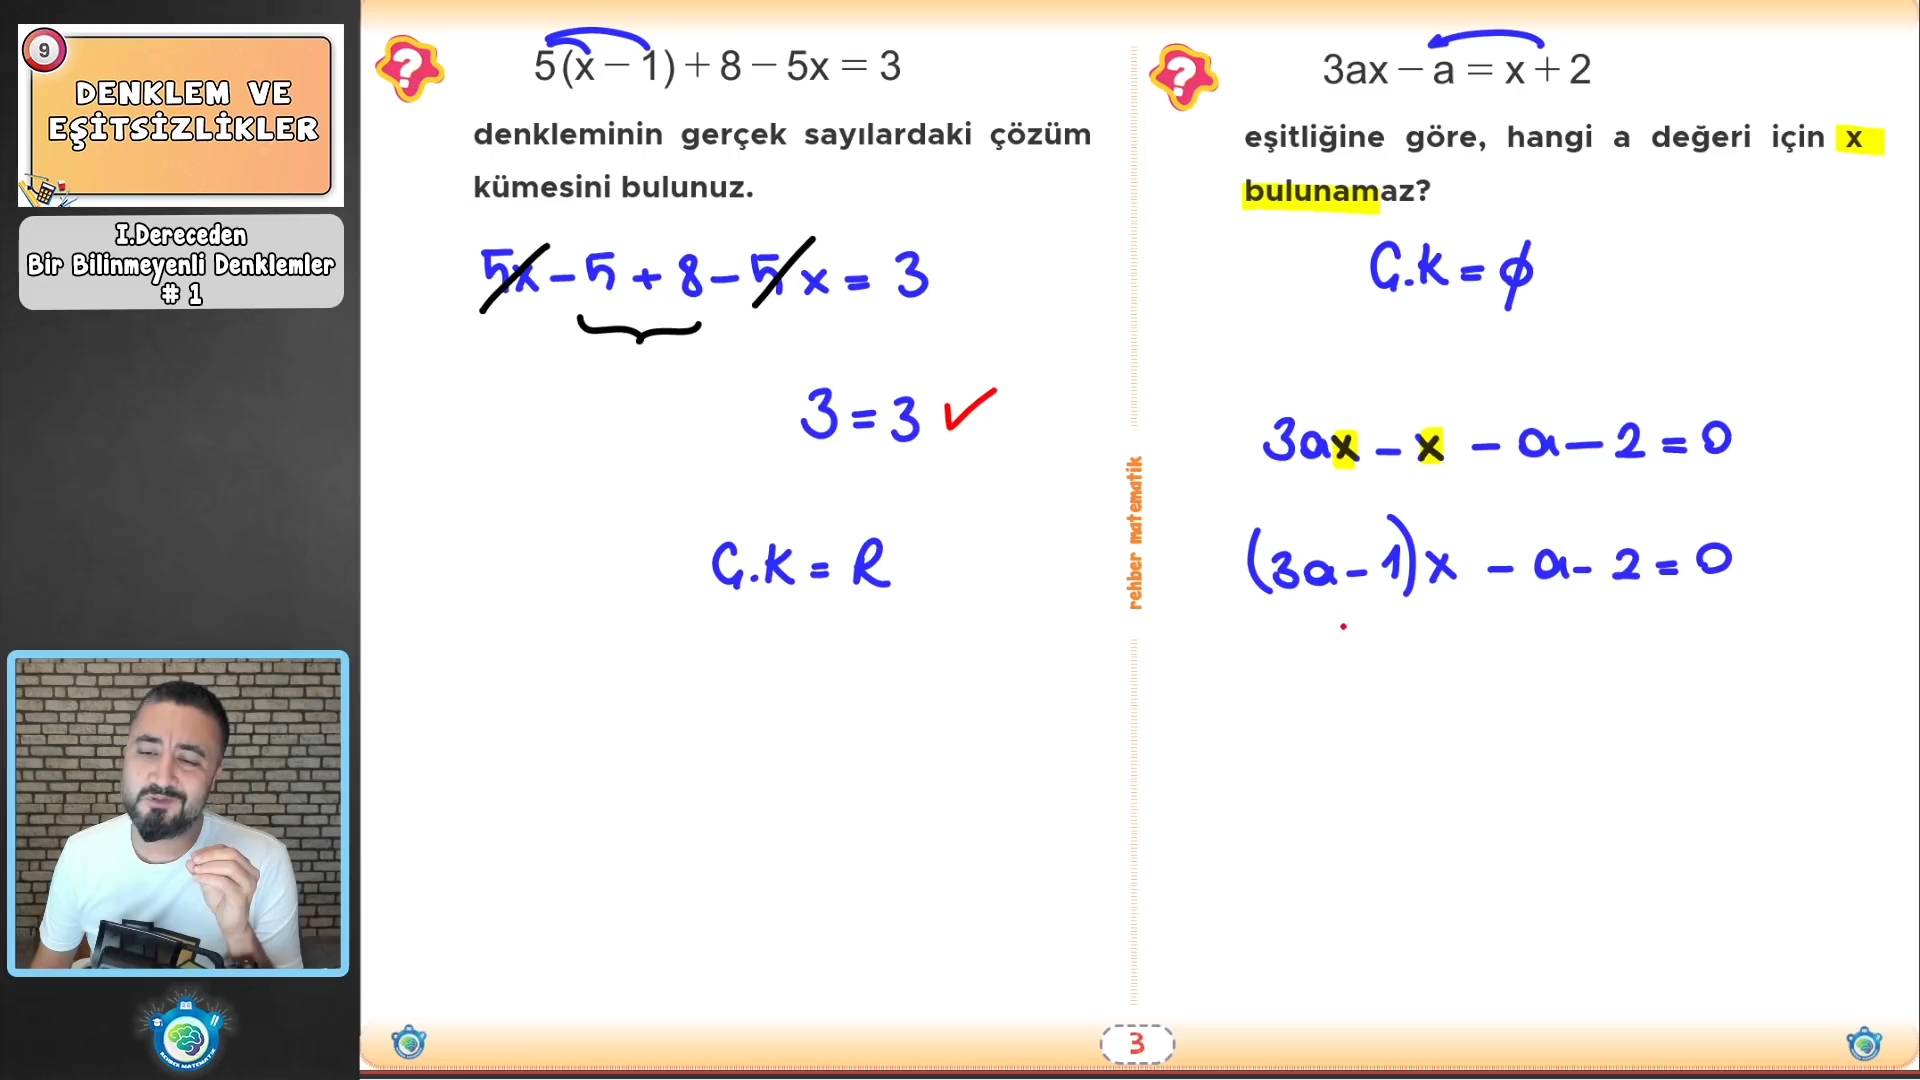 9
DENKLEM VE
EŞİTSİZLİKLER
I.Dereceden
Bir Bilinmeyenli Denklemler
# 1
5(x − 1) + 8 − 5x = 3
denkleminin gerçek sayılardaki çözüm
kümesini bulunuz.
5x − 5 + 8 − 5x = 3
3 = 3 ✓
Ç.K = R
rehber matematik
3ax − a = x + 2
eşitliğine göre, hangi a değeri için x
bulunamaz?
Ç.K = ∅
3ax − x − a − 2 = 0
(3a − 1)x − a − 2 = 0
REHBER MATEMATİK
3